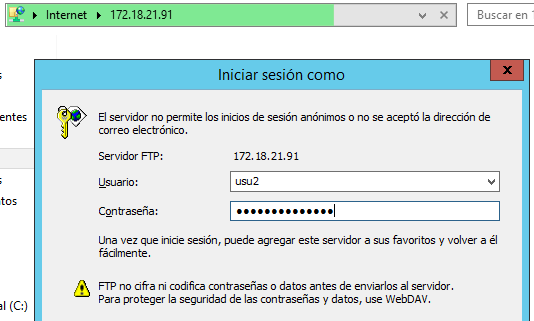 Internet 172.18.21.91
Buscar en
Iniciar sesión como
El servidor no permite los inicios de sesión anónimos o no se aceptó la dirección de
correo electrónico.
Servidor FTP: 172.18.21.91
Usuario: usu2
Contraseña: ●●●●●●●●●●●●●●
Una vez que inicie sesión, puede agregar este servidor a sus favoritos y volver a él
fácilmente.
FTP no cifra ni codifica contraseñas o datos antes de enviarlos al servidor.
Para proteger la seguridad de las contraseñas y datos, use WebDAV.
entes
s
tos
al (C:)